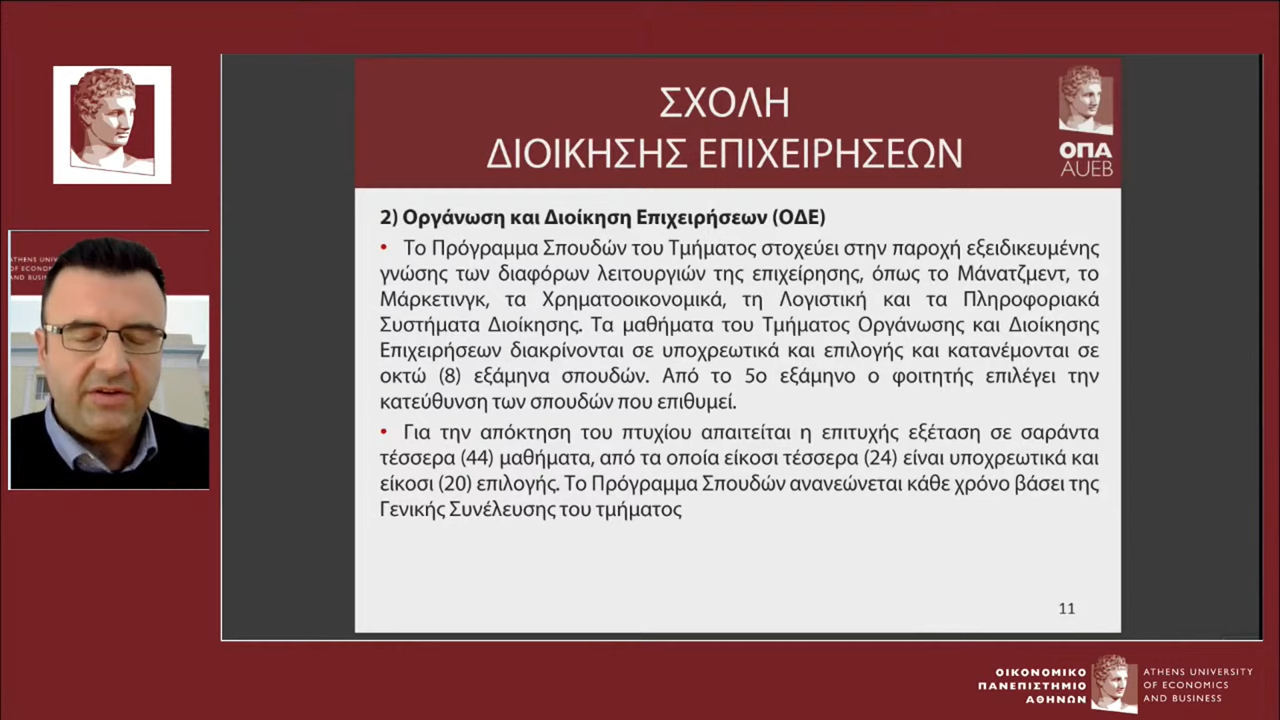 ΣΧΟΛΗ
ΔΙΟΙΚΗΣΗΣ ΕΠΙΧΕΙΡΗΣΕΩΝ
ΟΠΑ
AUEB
2) Οργάνωση και Διοίκηση Επιχειρήσεων (ΟΔΕ)
• Το Πρόγραμμα Σπουδών του Τμήματος στοχεύει στην παροχή εξειδικευμένης
γνώσης των διαφόρων λειτουργιών της επιχείρησης, όπως το Μάνατζμεντ, το
Μάρκετινγκ, τα Χρηματοοικονομικά, τη Λογιστική και τα Πληροφοριακά
Συστήματα Διοίκησης. Τα μαθήματα του Τμήματος Οργάνωσης και Διοίκησης
Επιχειρήσεων διακρίνονται σε υποχρεωτικά και επιλογής και κατανέμονται σε
οκτώ (8) εξάμηνα σπουδών. Από το 5ο εξάμηνο ο φοιτητής επιλέγει την
κατεύθυνση των σπουδών που επιθυμεί.
• Για την απόκτηση του πτυχίου απαιτείται η επιτυχής εξέταση σε σαράντα
τέσσερα (44) μαθήματα, από τα οποία είκοσι τέσσερα (24) είναι υποχρεωτικά και
είκοσι (20) επιλογής. Το Πρόγραμμα Σπουδών ανανεώνεται κάθε χρόνο βάσει της
Γενικής Συνέλευσης του τμήματος
11
ATHENS
OF ECONOM
AND BUSIN
ΟΙΚΟΝΟΜΙΚΟ
ΠΑΝΕΠΙΣΤΗΜΙΟ
ΑΘΗΝΩΝ
ATHENS UNIVERSITY
OF ECONOMICS
AND BUSINESS